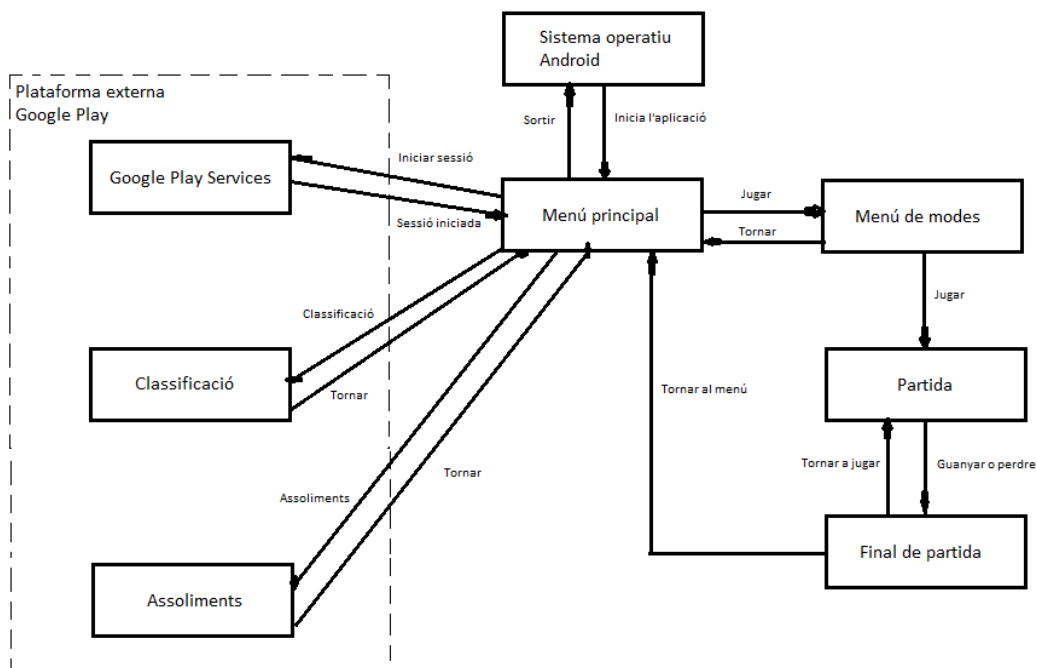 Sistema operatiu
Android
Plataforma externa
Google Play
Sortir
Inicia l'aplicació
Google Play Services
Iniciar sessió
Sessió iniciada
Menú principal
Jugar
Tornar
Menú de modes
Jugar
Classificació
Classificació
Tornar
Tornar al menú
Partida
Tornar a jugar
Guanyar o perdre
Assoliments
Tornar
Final de partida
Assoliments